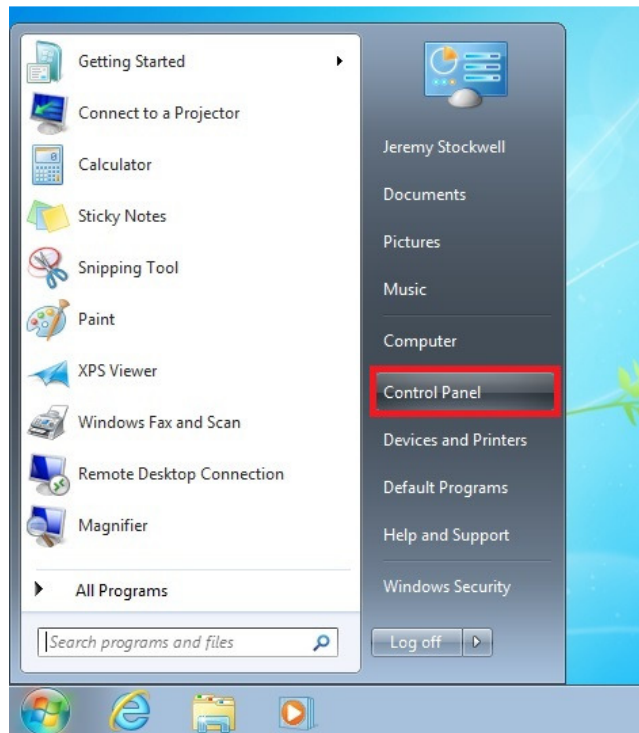 Getting Started
Connect to a Projector
Calculator
Sticky Notes
Snipping Tool
Paint
XPS Viewer
Windows Fax and Scan
Remote Desktop Connection
Magnifier
All Programs
Search programs and files
Jeremy Stockwell
Documents
Pictures
Music
Computer
Control Panel
Devices and Printers
Default Programs
Help and Support
Windows Security
Log off